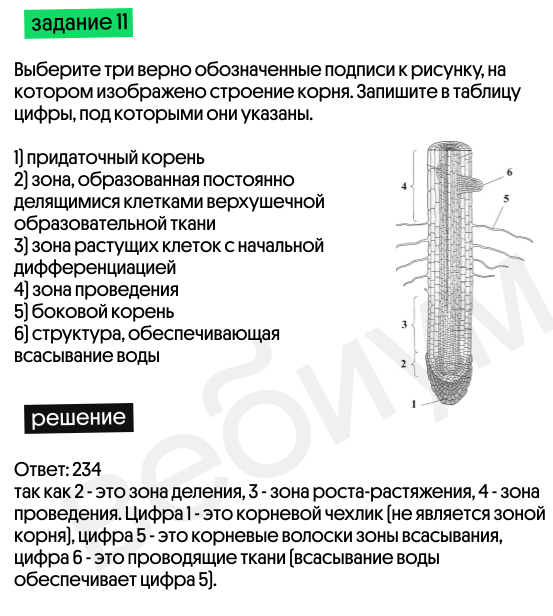 задание 11
Выберите три верно обозначенные подписи к рисунку, на
котором изображено строение корня. Запишите в таблицу
цифры, под которыми они указаны.
1) придаточный корень
2) зона, образованная постоянно
делящимися клетками верхушечной
образовательной ткани
3) зона растущих клеток с начальной
дифференциацией
4) зона проведения
5) боковой корень
6) структура, обеспечивающая
всасывание воды
4
6
5
3
2
1
вебиум
решение
Ответ: 234
так как 2 - это зона деления, 3 - зона роста-растяжения, 4 - зона
проведения. Цифра 1 - это корневой чехлик (не является зоной
корня), цифра 5 - это корневые волоски зоны всасывания,
цифра 6 - это проводящие ткани (всасывание воды
обеспечивает цифра 5).